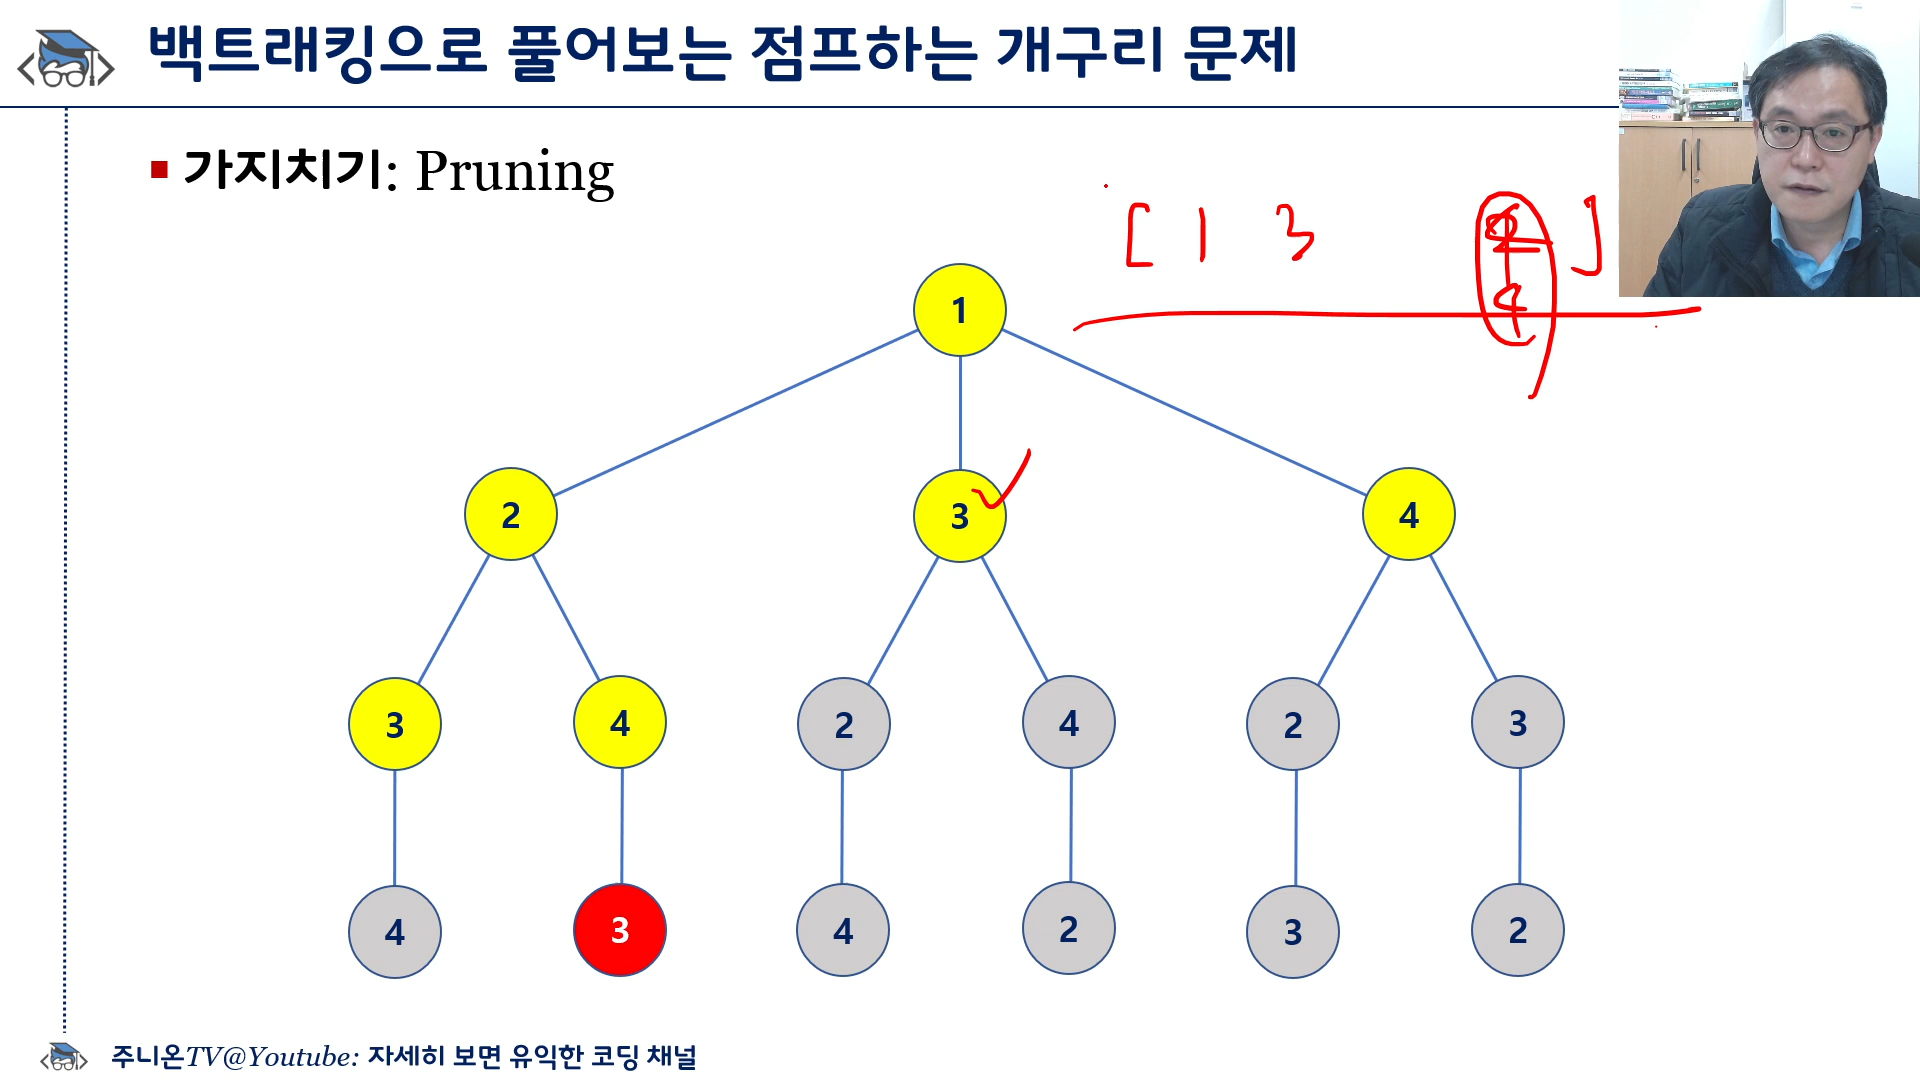 백트래킹으로 풀어보는 점프하는 개구리 문제
가지치기: Pruning
[ 1 3 ]
4
1
2 3 4
3 4 2 4 2 3
4 3 4 2 3 2
주니온TV@Youtube: 자세히 보면 유익한 코딩 채널